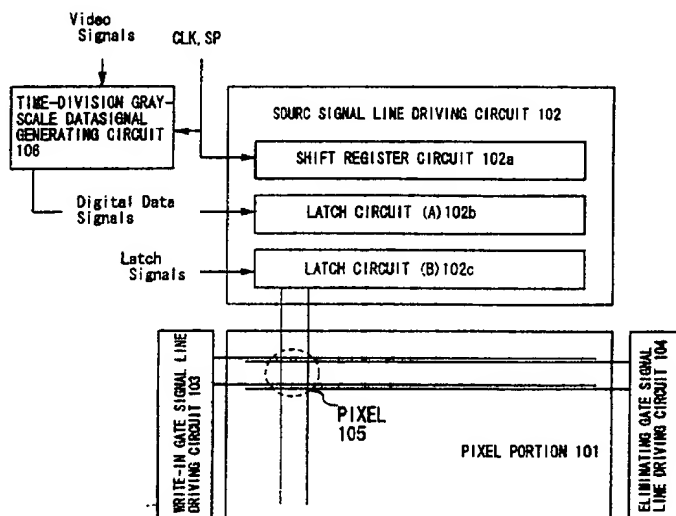 Video
Signals
CLK, SP
TIME-DIVISION GRAY-
SCALE DATASIGNAL
GENERATING CIRCUIT
106
SOURC SIGNAL LINE DRIVING CIRCUIT 102
SHIFT REGISTER CIRCUIT 102a
Digital Data
Signals
LATCH CIRCUIT (A) 102b
Latch
Signals
LATCH CIRCUIT (B) 102c
WRITE-IN GATE SIGNAL LINE
DRIVING CIRCUIT 103
PIXEL
105
PIXEL PORTION 101
ELIMINATING GATE SIGNAL
LINE DRIVING CIRCUIT 104